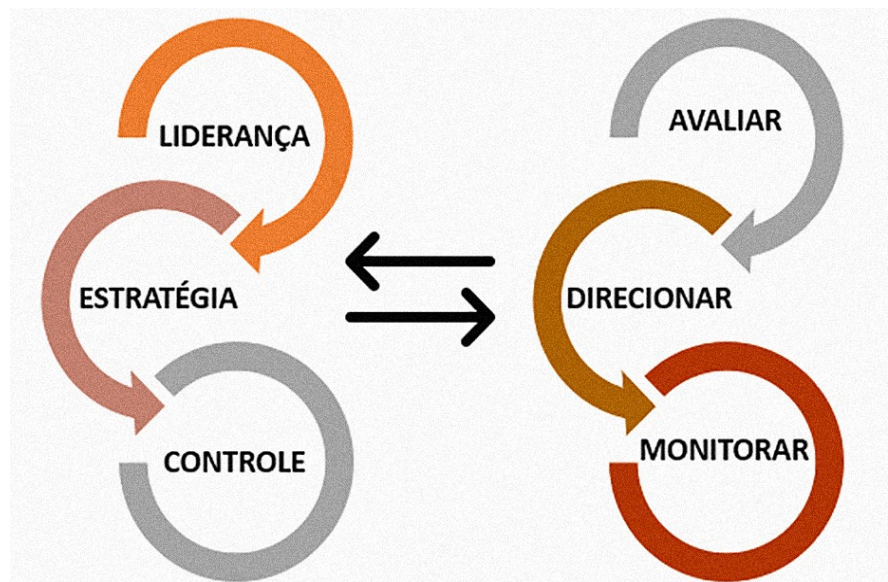 LIDERANÇA
ESTRATÉGIA
CONTROLE
AVALIAR
DIRECIONAR
MONITORAR